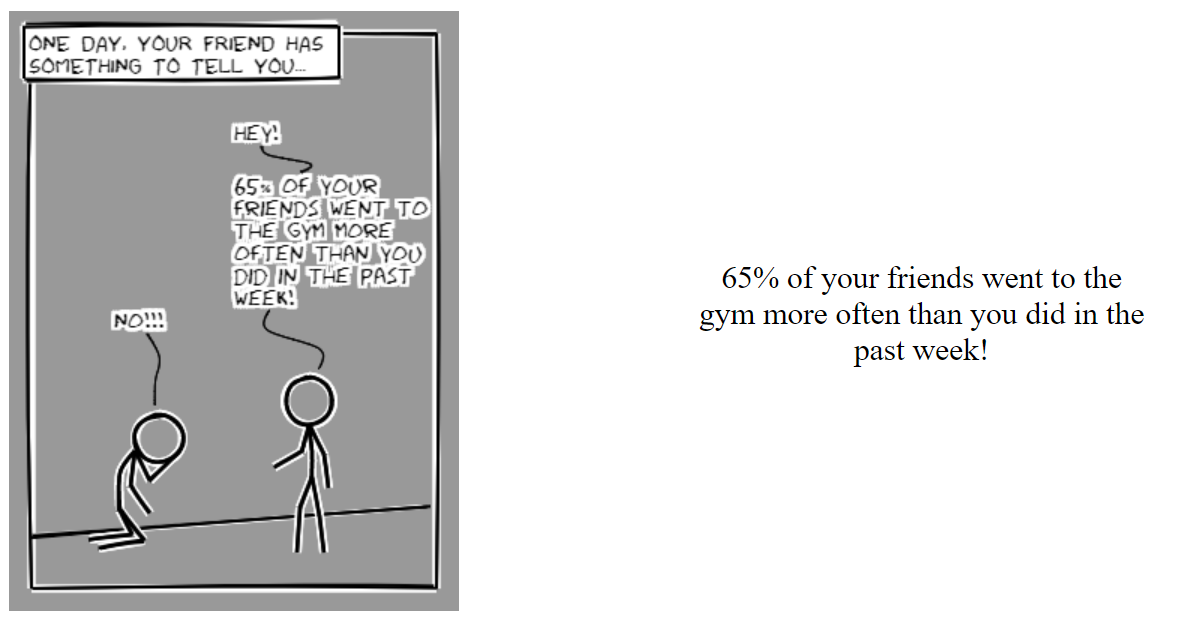 ONE DAY, YOUR FRIEND HAS
SOMETHING TO TELL YOU...
HEY!
65% OF YOUR
FRIENDS WENT TO
THE GYM MORE
OFTEN THAN YOU
DID IN THE PAST
WEEK!
NO!!!
65% of your friends went to the
gym more often than you did in the
past week!